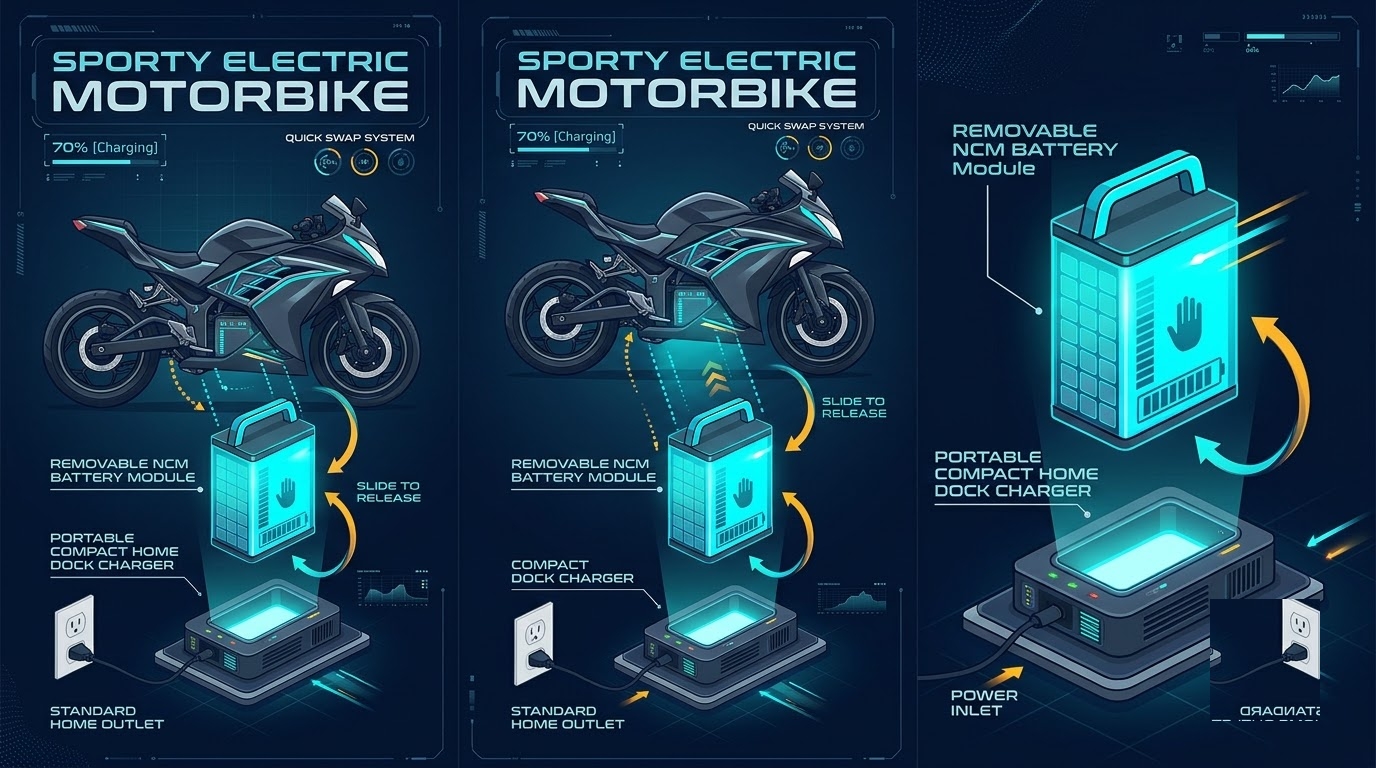 SPORTY ELECTRIC
MOTORBIKE
70% [Charging]
QUICK SWAP SYSTEM
REMOVABLE NCM
BATTERY MODULE
SLIDE TO
RELEASE
PORTABLE
COMPACT HOME
DOCK CHARGER
STANDARD
HOME OUTLET
SPORTY ELECTRIC
MOTORBIKE
70% [Charging]
QUICK SWAP SYSTEM
SLIDE TO
RELEASE
REMOVABLE NCM
BATTERY MODULE
COMPACT
DOCK CHARGER
STANDARD
HOME OUTLET
REMOVABLE
NCM BATTERY
Module
PORTABLE
COMPACT HOME
DOCK CHARGER
POWER
INLET
STANDARD